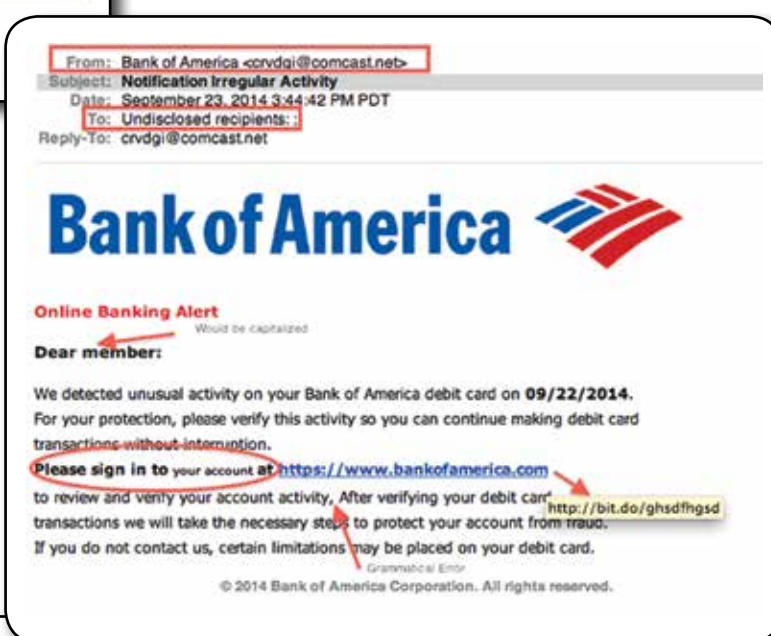 From: Bank of America <crvdgi@comcast.net>
Subject: Notification Irregular Activity
Date: September 23, 2014 3:44:42 PM PDT
To: Undisclosed recipients: ;
Reply-To: crvdgi@comcast.net
Bank of America
Online Banking Alert
Would be capitalized
Dear member:
We detected unusual activity on your Bank of America debit card on 09/22/2014.
For your protection, please verify this activity so you can continue making debit card
transactions without interruption.
Please sign in to your account at https://www.bankofamerica.com
to review and verify your account activity, After verifying your debit card
http://bit.do/ghsdfhgsd
transactions we will take the necessary steps to protect your account from fraud.
If you do not contact us, certain limitations may be placed on your debit card.
Grammatical Error
© 2014 Bank of America Corporation. All rights reserved.